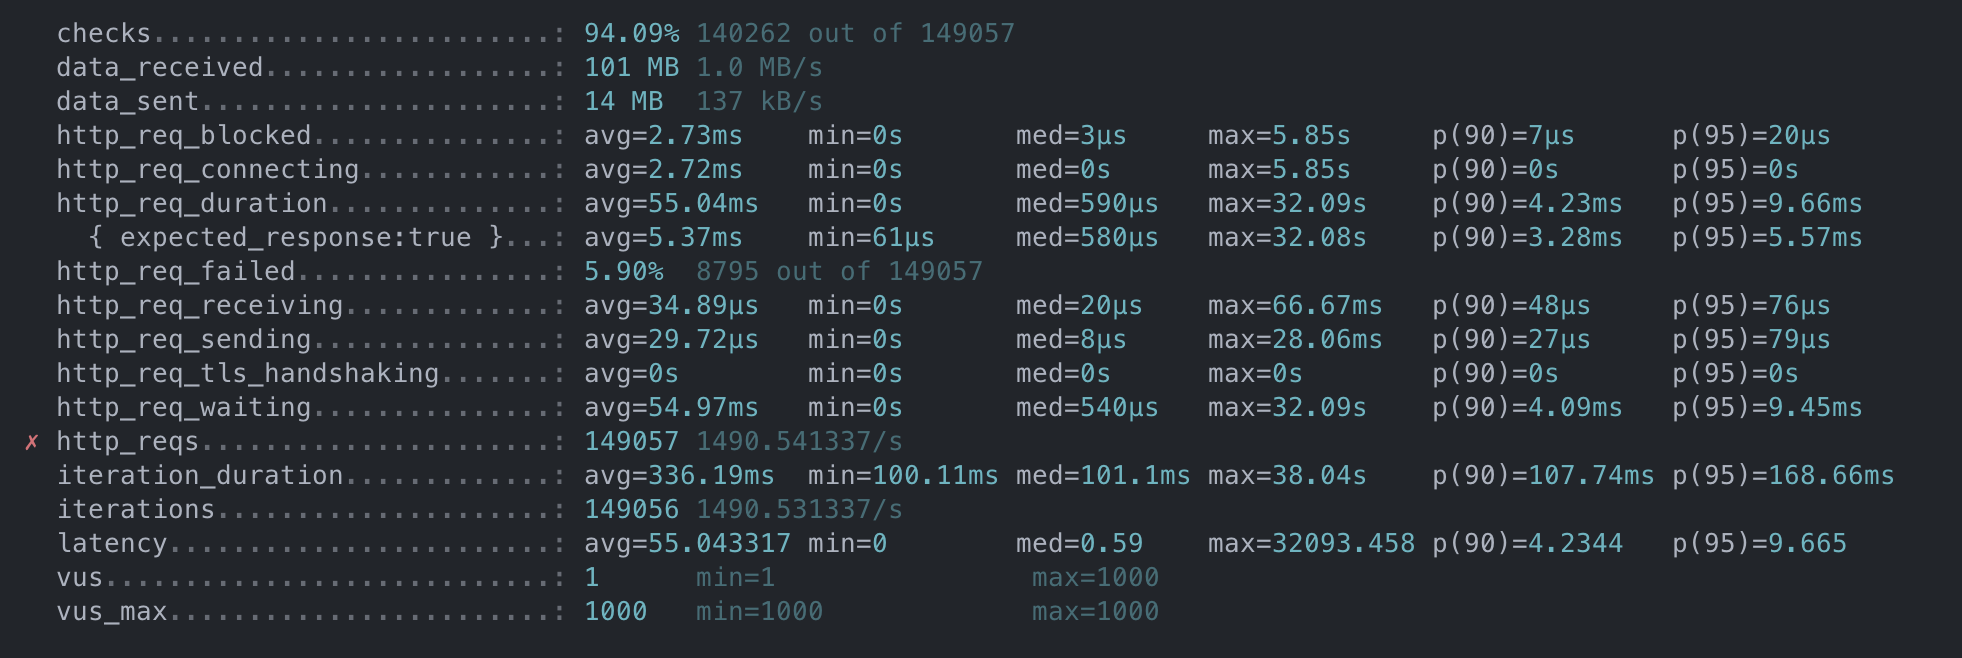 checks.........................: 94.09% 140262 out of 149057
data_received..................: 101 MB 1.0 MB/s
data_sent......................: 14 MB  137 kB/s
http_req_blocked...............: avg=2.73ms    min=0s       med=3µs     max=5.85s     p(90)=7µs      p(95)=20µs
http_req_connecting............: avg=2.72ms    min=0s       med=0s      max=5.85s     p(90)=0s       p(95)=0s
http_req_duration..............: avg=55.04ms   min=0s       med=590µs   max=32.09s    p(90)=4.23ms   p(95)=9.66ms
  { expected_response:true }...: avg=5.37ms    min=61µs     med=580µs   max=32.08s    p(90)=3.28ms   p(95)=5.57ms
http_req_failed................: 5.90%  8795 out of 149057
http_req_receiving.............: avg=34.89µs   min=0s       med=20µs    max=66.67ms   p(90)=48µs     p(95)=76µs
http_req_sending...............: avg=29.72µs   min=0s       med=8µs     max=28.06ms   p(90)=27µs     p(95)=79µs
http_req_tls_handshaking.......: avg=0s        min=0s       med=0s      max=0s        p(90)=0s       p(95)=0s
http_req_waiting...............: avg=54.97ms   min=0s       med=540µs   max=32.09s    p(90)=4.09ms   p(95)=9.45ms
✗ http_reqs......................: 149057 1490.541337/s
iteration_duration.............: avg=336.19ms  min=100.11ms med=101.1ms max=38.04s    p(90)=107.74ms p(95)=168.66ms
iterations.....................: 149056 1490.531337/s
latency........................: avg=55.043317 min=0        med=0.59    max=32093.458 p(90)=4.2344   p(95)=9.665
vus............................: 1      min=1                max=1000
vus_max........................: 1000   min=1000             max=1000